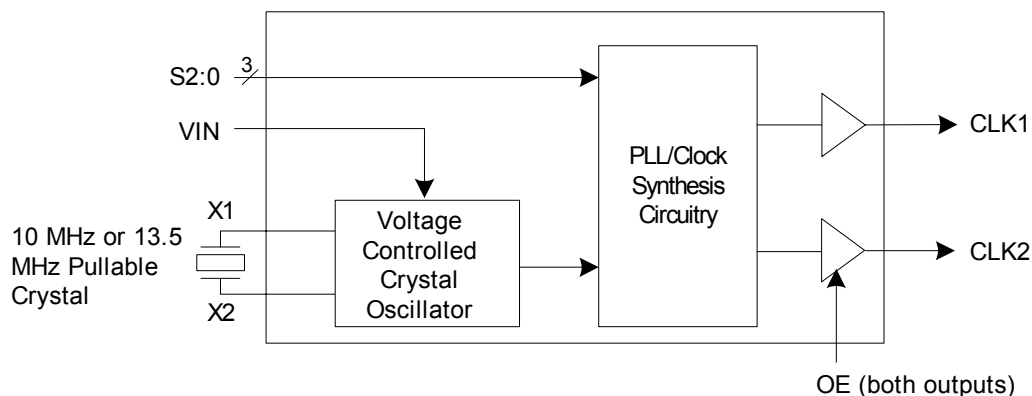 3
S2:0
VIN
CLK1
PLL/Clock
Synthesis
Circuitry
X1
Voltage
Controlled
Crystal
Oscillator
10 MHz or 13.5
MHz Pullable
Crystal
CLK2
X2
OE (both outputs)